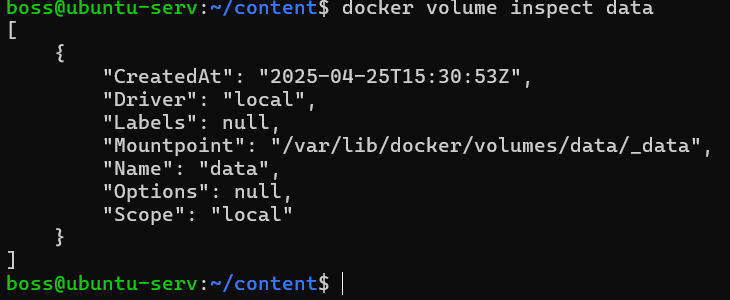 boss@ubuntu-serv:~/content$ docker volume inspect data
[
    {
        "CreatedAt": "2025-04-25T15:30:53Z",
        "Driver": "local",
        "Labels": null,
        "Mountpoint": "/var/lib/docker/volumes/data/_data",
        "Name": "data",
        "Options": null,
        "Scope": "local"
    }
]
boss@ubuntu-serv:~/content$